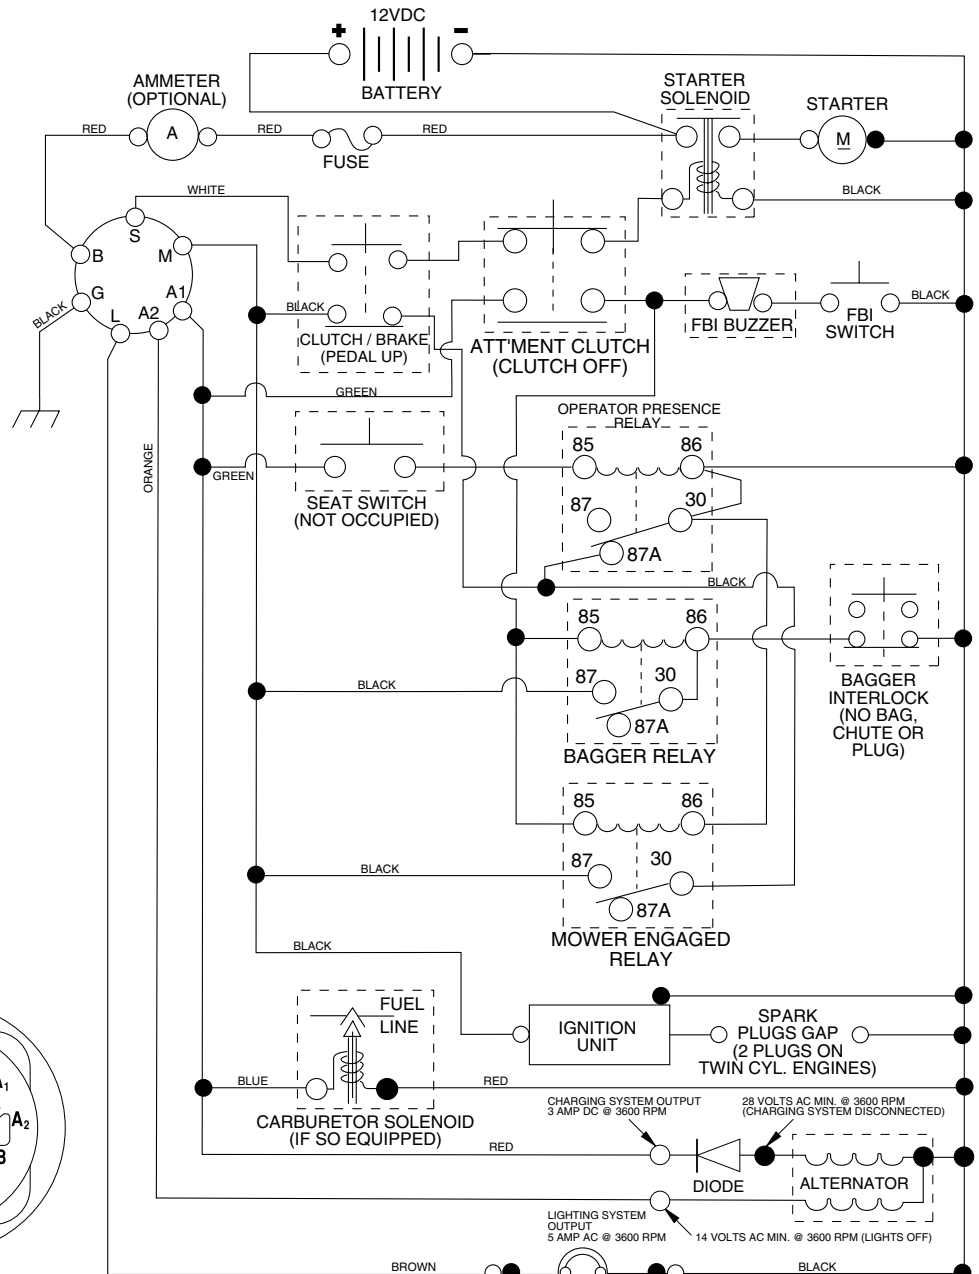 12VDC
+
-
BATTERY
AMMETER
(OPTIONAL)
STARTER
SOLENOID
STARTER
RED
A
RED
FUSE
RED
M
WHITE
BLACK
S
B
M
G
A1
L
A2
BLACK
BLACK
CLUTCH / BRAKE
(PEDAL UP)
ATT'MENT CLUTCH
(CLUTCH OFF)
FBI BUZZER
FBI
SWITCH
BLACK
GREEN
OPERATOR PRESENCE
RELAY
85
86
87
30
87A
ORANGE
GREEN
SEAT SWITCH
(NOT OCCUPIED)
BLACK
85
86
87
30
87A
BAGGER RELAY
BLACK
BAGGER
INTERLOCK
(NO BAG,
CHUTE OR
PLUG)
85
86
87
30
87A
MOWER ENGAGED
RELAY
BLACK
BLACK
FUEL
LINE
IGNITION
UNIT
SPARK
PLUGS GAP
(2 PLUGS ON
TWIN CYL. ENGINES)
BLUE
RED
CARBURETOR SOLENOID
(IF SO EQUIPPED)
CHARGING SYSTEM OUTPUT
3 AMP DC @ 3600 RPM
28 VOLTS AC MIN. @ 3600 RPM
(CHARGING SYSTEM DISCONNECTED)
RED
DIODE
ALTERNATOR
LIGHTING SYSTEM
OUTPUT
5 AMP AC @ 3600 RPM
14 VOLTS AC MIN. @ 3600 RPM (LIGHTS OFF)
BROWN
BLACK
A2